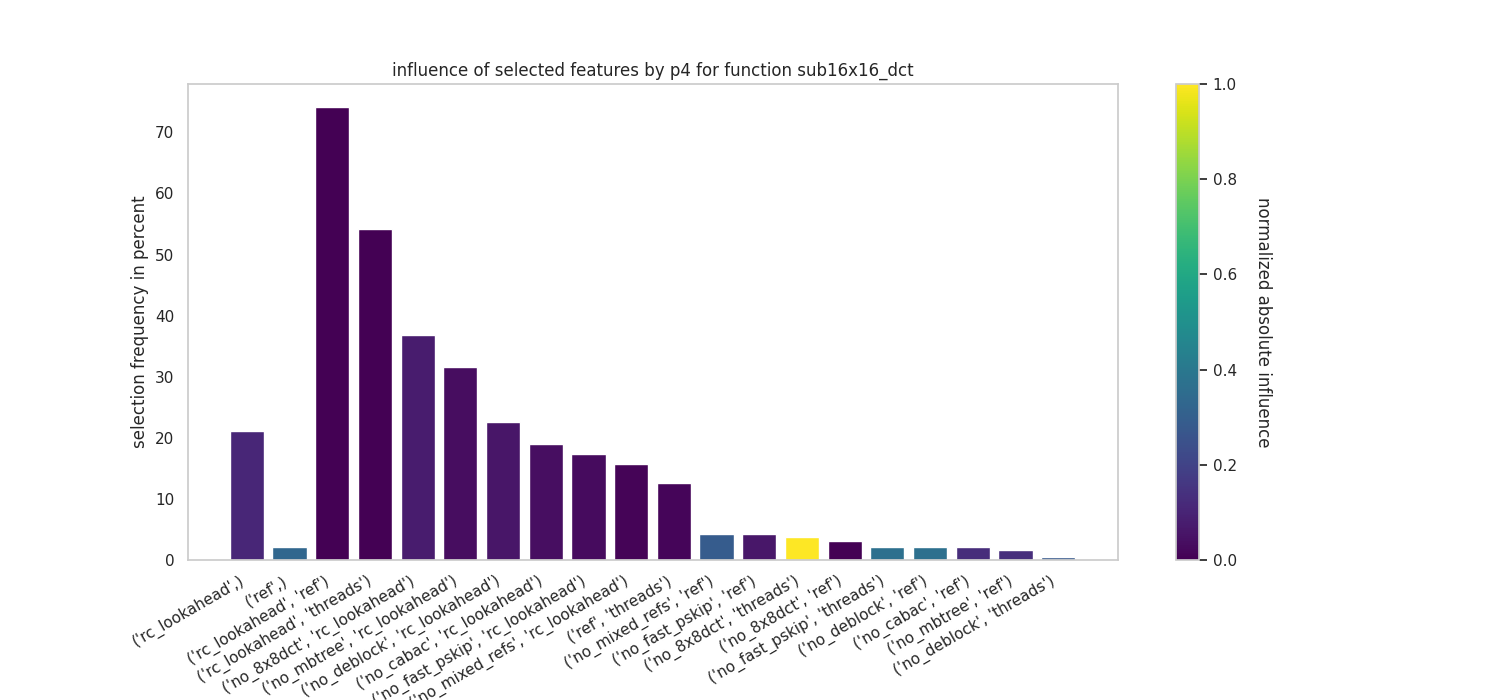 influence of selected features by p4 for function sub16x16_dct
selection frequency in percent
70
60
50
40
30
20
10
0
('rc_lookahead',)
('ref',)
('rc_lookahead', 'ref')
('rc_lookahead', 'threads')
('no_8x8dct', 'rc_lookahead')
('no_mbtree', 'rc_lookahead')
('no_deblock', 'rc_lookahead')
('no_cabac', 'rc_lookahead')
('no_fast_pskip', 'rc_lookahead')
('no_mixed_refs', 'rc_lookahead')
('ref', 'threads')
('no_mixed_refs', 'ref')
('no_fast_pskip', 'ref')
('no_8x8dct', 'threads')
('no_8x8dct', 'ref')
('no_fast_pskip', 'threads')
('no_deblock', 'ref')
('no_cabac', 'ref')
('no_mbtree', 'ref')
('no_deblock', 'threads')
1.0
0.8
0.6
0.4
0.2
0.0
normalized absolute influence